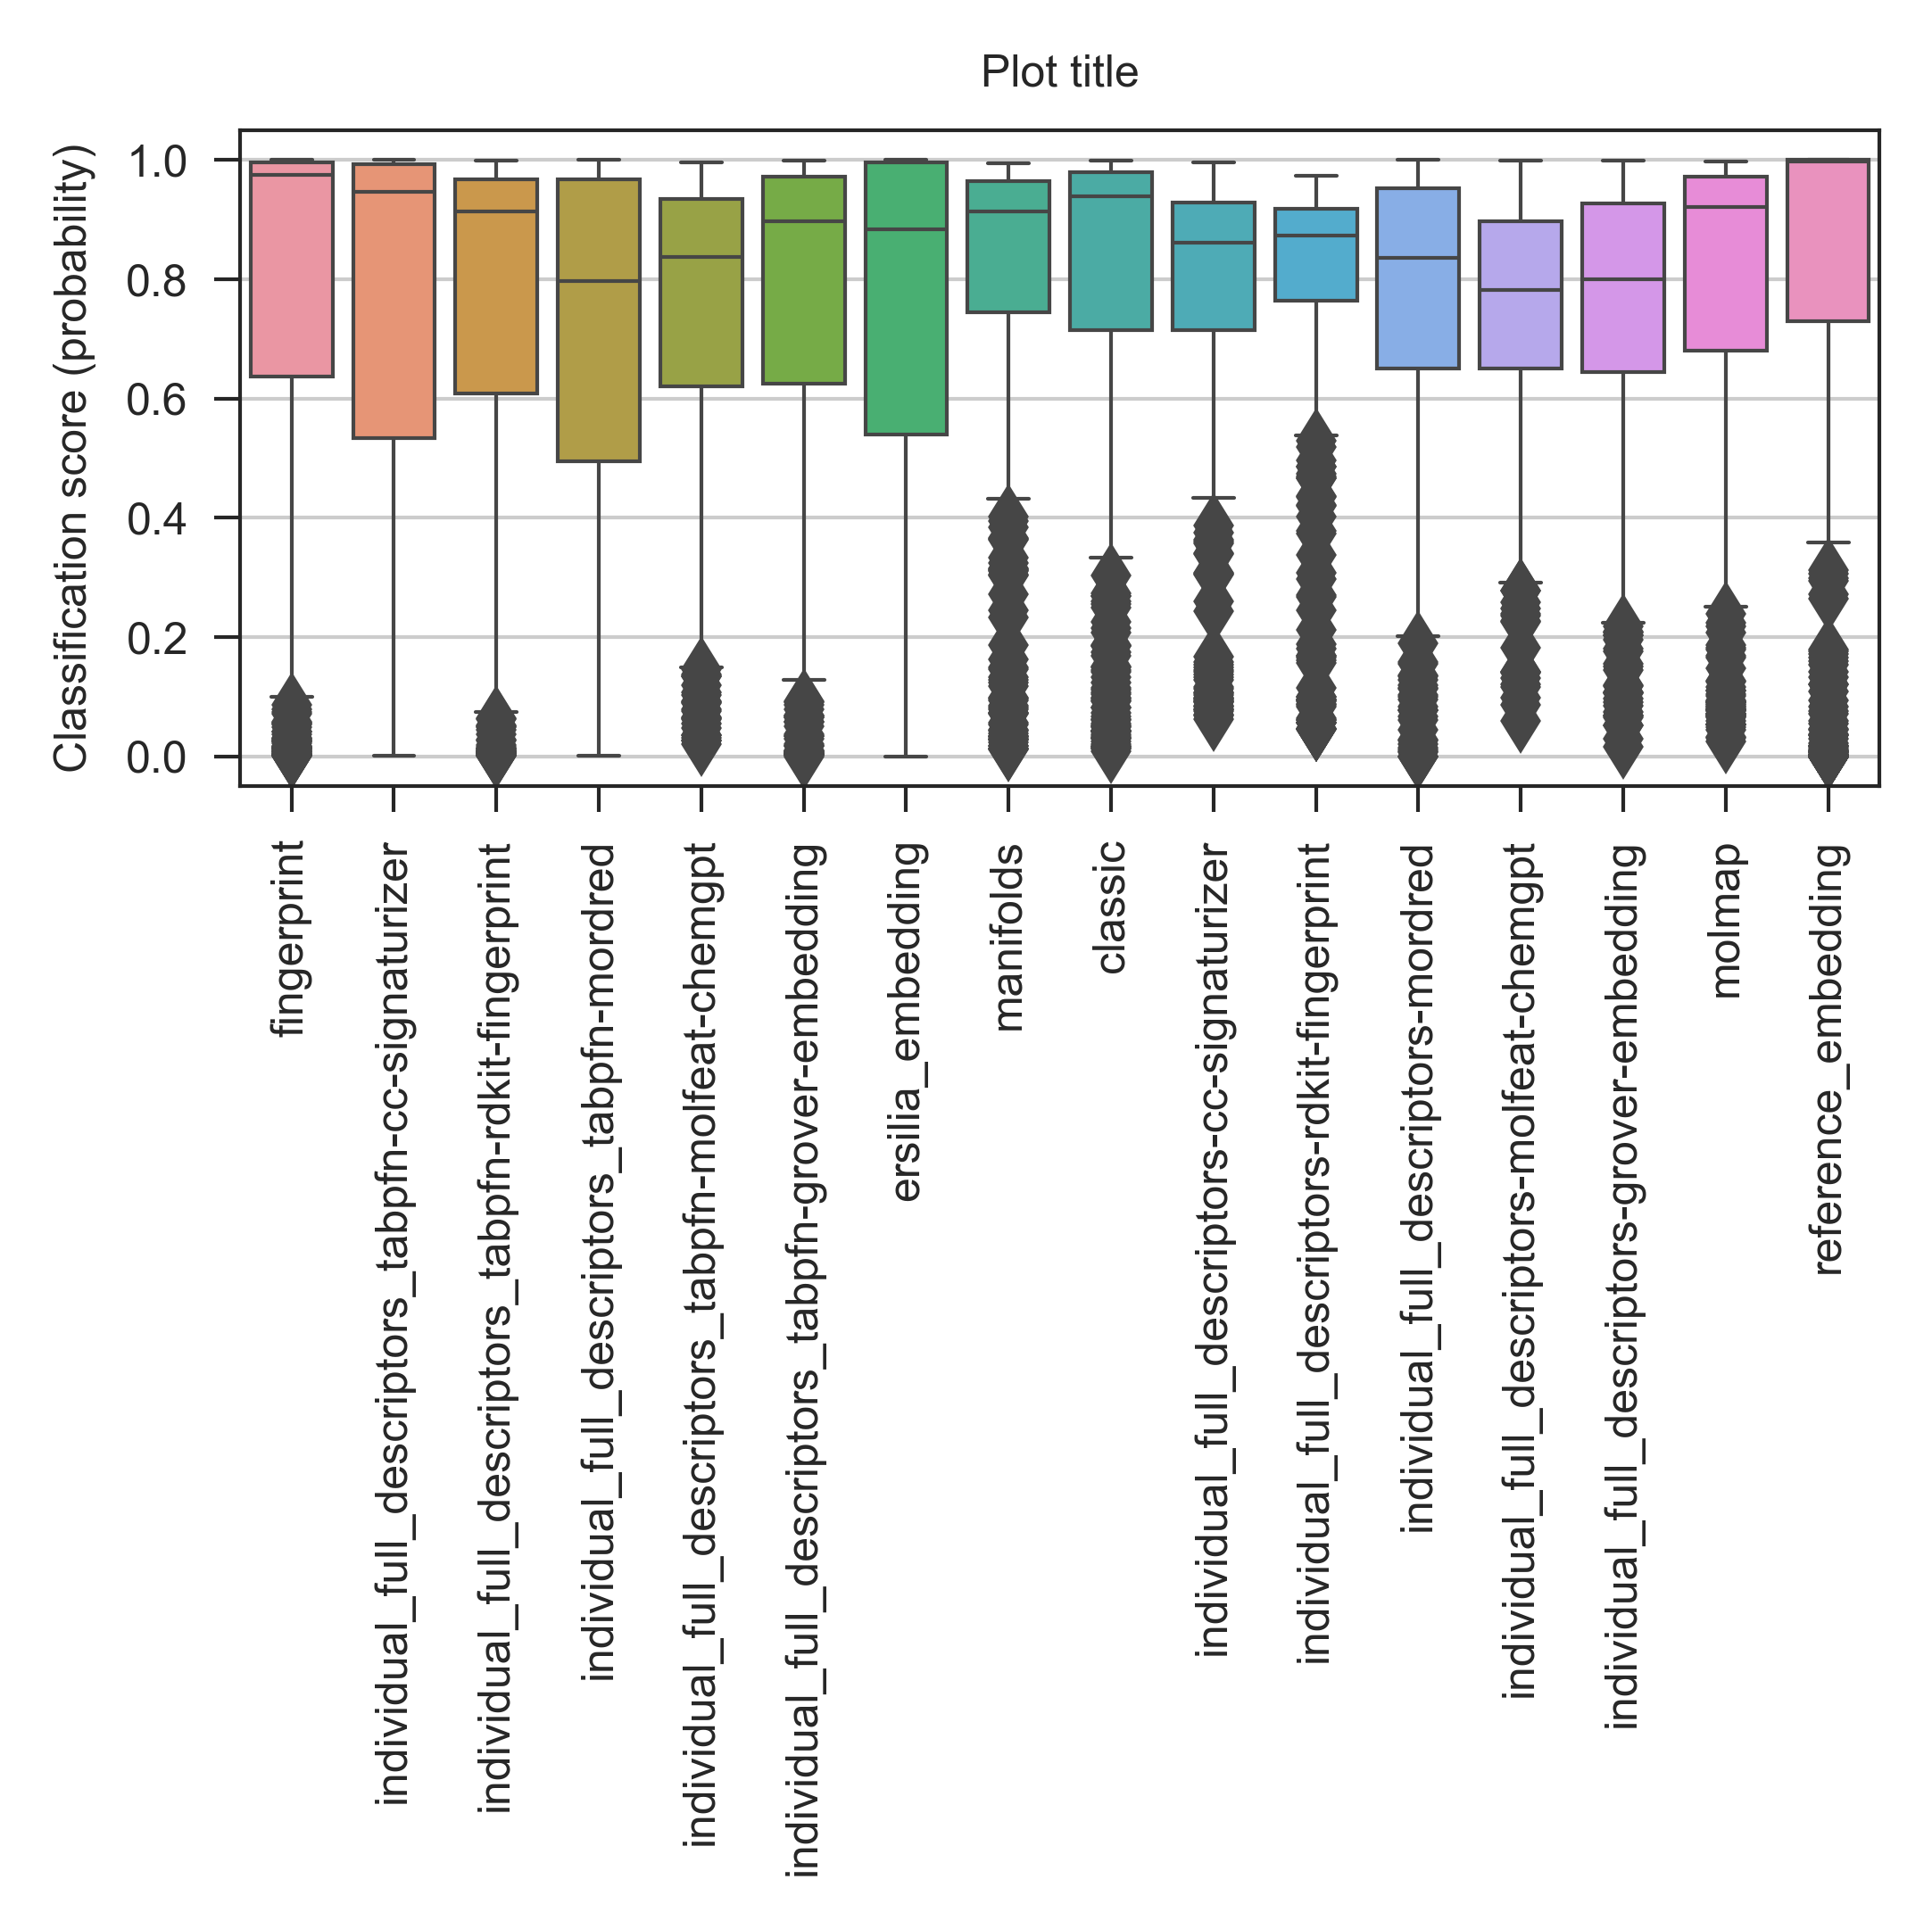 Plot title
Classification score (probability)
1.0
0.8
0.6
0.4
0.2
0.0
fingerprint
individual_full_descriptors_tabpfn-cc-signaturizer
individual_full_descriptors_tabpfn-rdkit-fingerprint
individual_full_descriptors_tabpfn-mordred
individual_full_descriptors_tabpfn-molfeat-chemgpt
individual_full_descriptors_tabpfn-grover-embedding
ersilia_embedding
manifolds
classic
individual_full_descriptors-cc-signaturizer
individual_full_descriptors-rdkit-fingerprint
individual_full_descriptors-mordred
individual_full_descriptors-molfeat-chemgpt
individual_full_descriptors-grover-embedding
molmap
reference_embedding